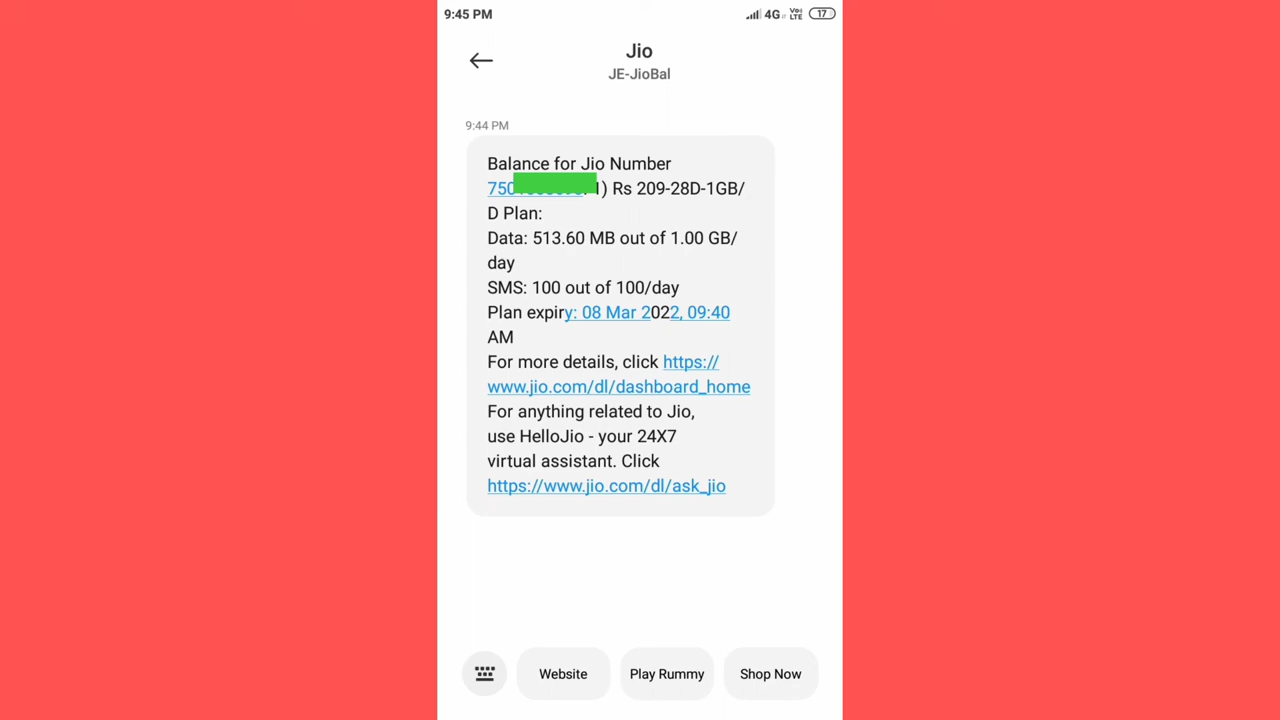 9:45 PM
4G
Vo)
LTE
17
Jio
JE-JioBal
9:44 PM
Balance for Jio Number
750 1) Rs 209-28D-1GB/
D Plan:
Data: 513.60 MB out of 1.00 GB/
day
SMS: 100 out of 100/day
Plan expiry: 08 Mar 2022, 09:40
AM
For more details, click https://
www.jio.com/dl/dashboard_home
For anything related to Jio,
use HelloJio - your 24X7
virtual assistant. Click
https://www.jio.com/dl/ask_jio
Website
Play Rummy
Shop Now